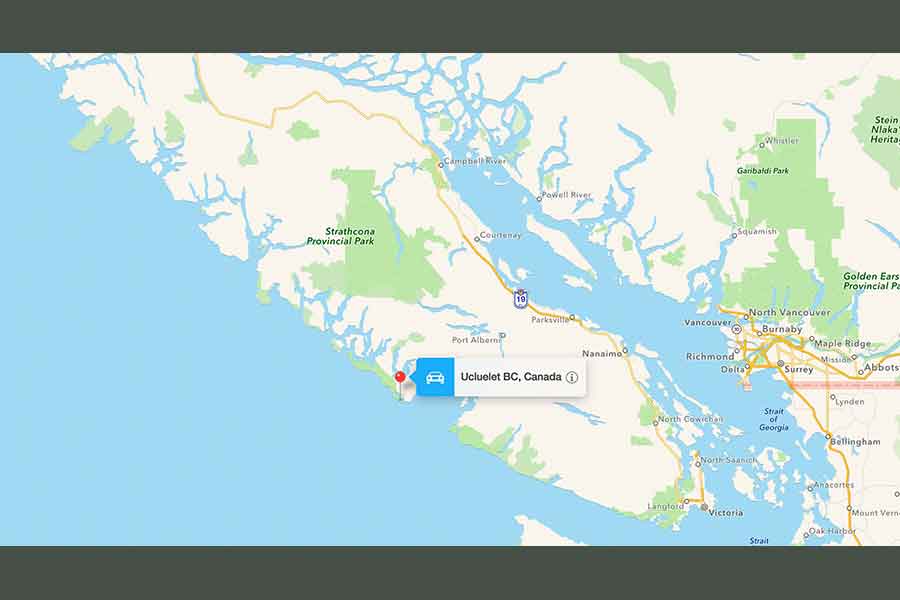 Stein
Nlaka'
Herita
Whistler
Garibaldi Park
Campbell River
Powell River
Squamish
Strathcona
Provincial Park
Courtenay
Golden Ears
Provincial Pa
19
Parksville
North Vancouver
Vancouver
Burnaby
Port Alberni
Maple Ridge
Nanaimo
Richmond
Mission
Delta
Surrey
Abbots
Ucluelet BC, Canada
Lynden
Strait
of
Georgia
North Cowichan
Bellingham
North Saanich
Anacortes
Langford
Victoria
Mount Vern
Oak Harbor
Strait